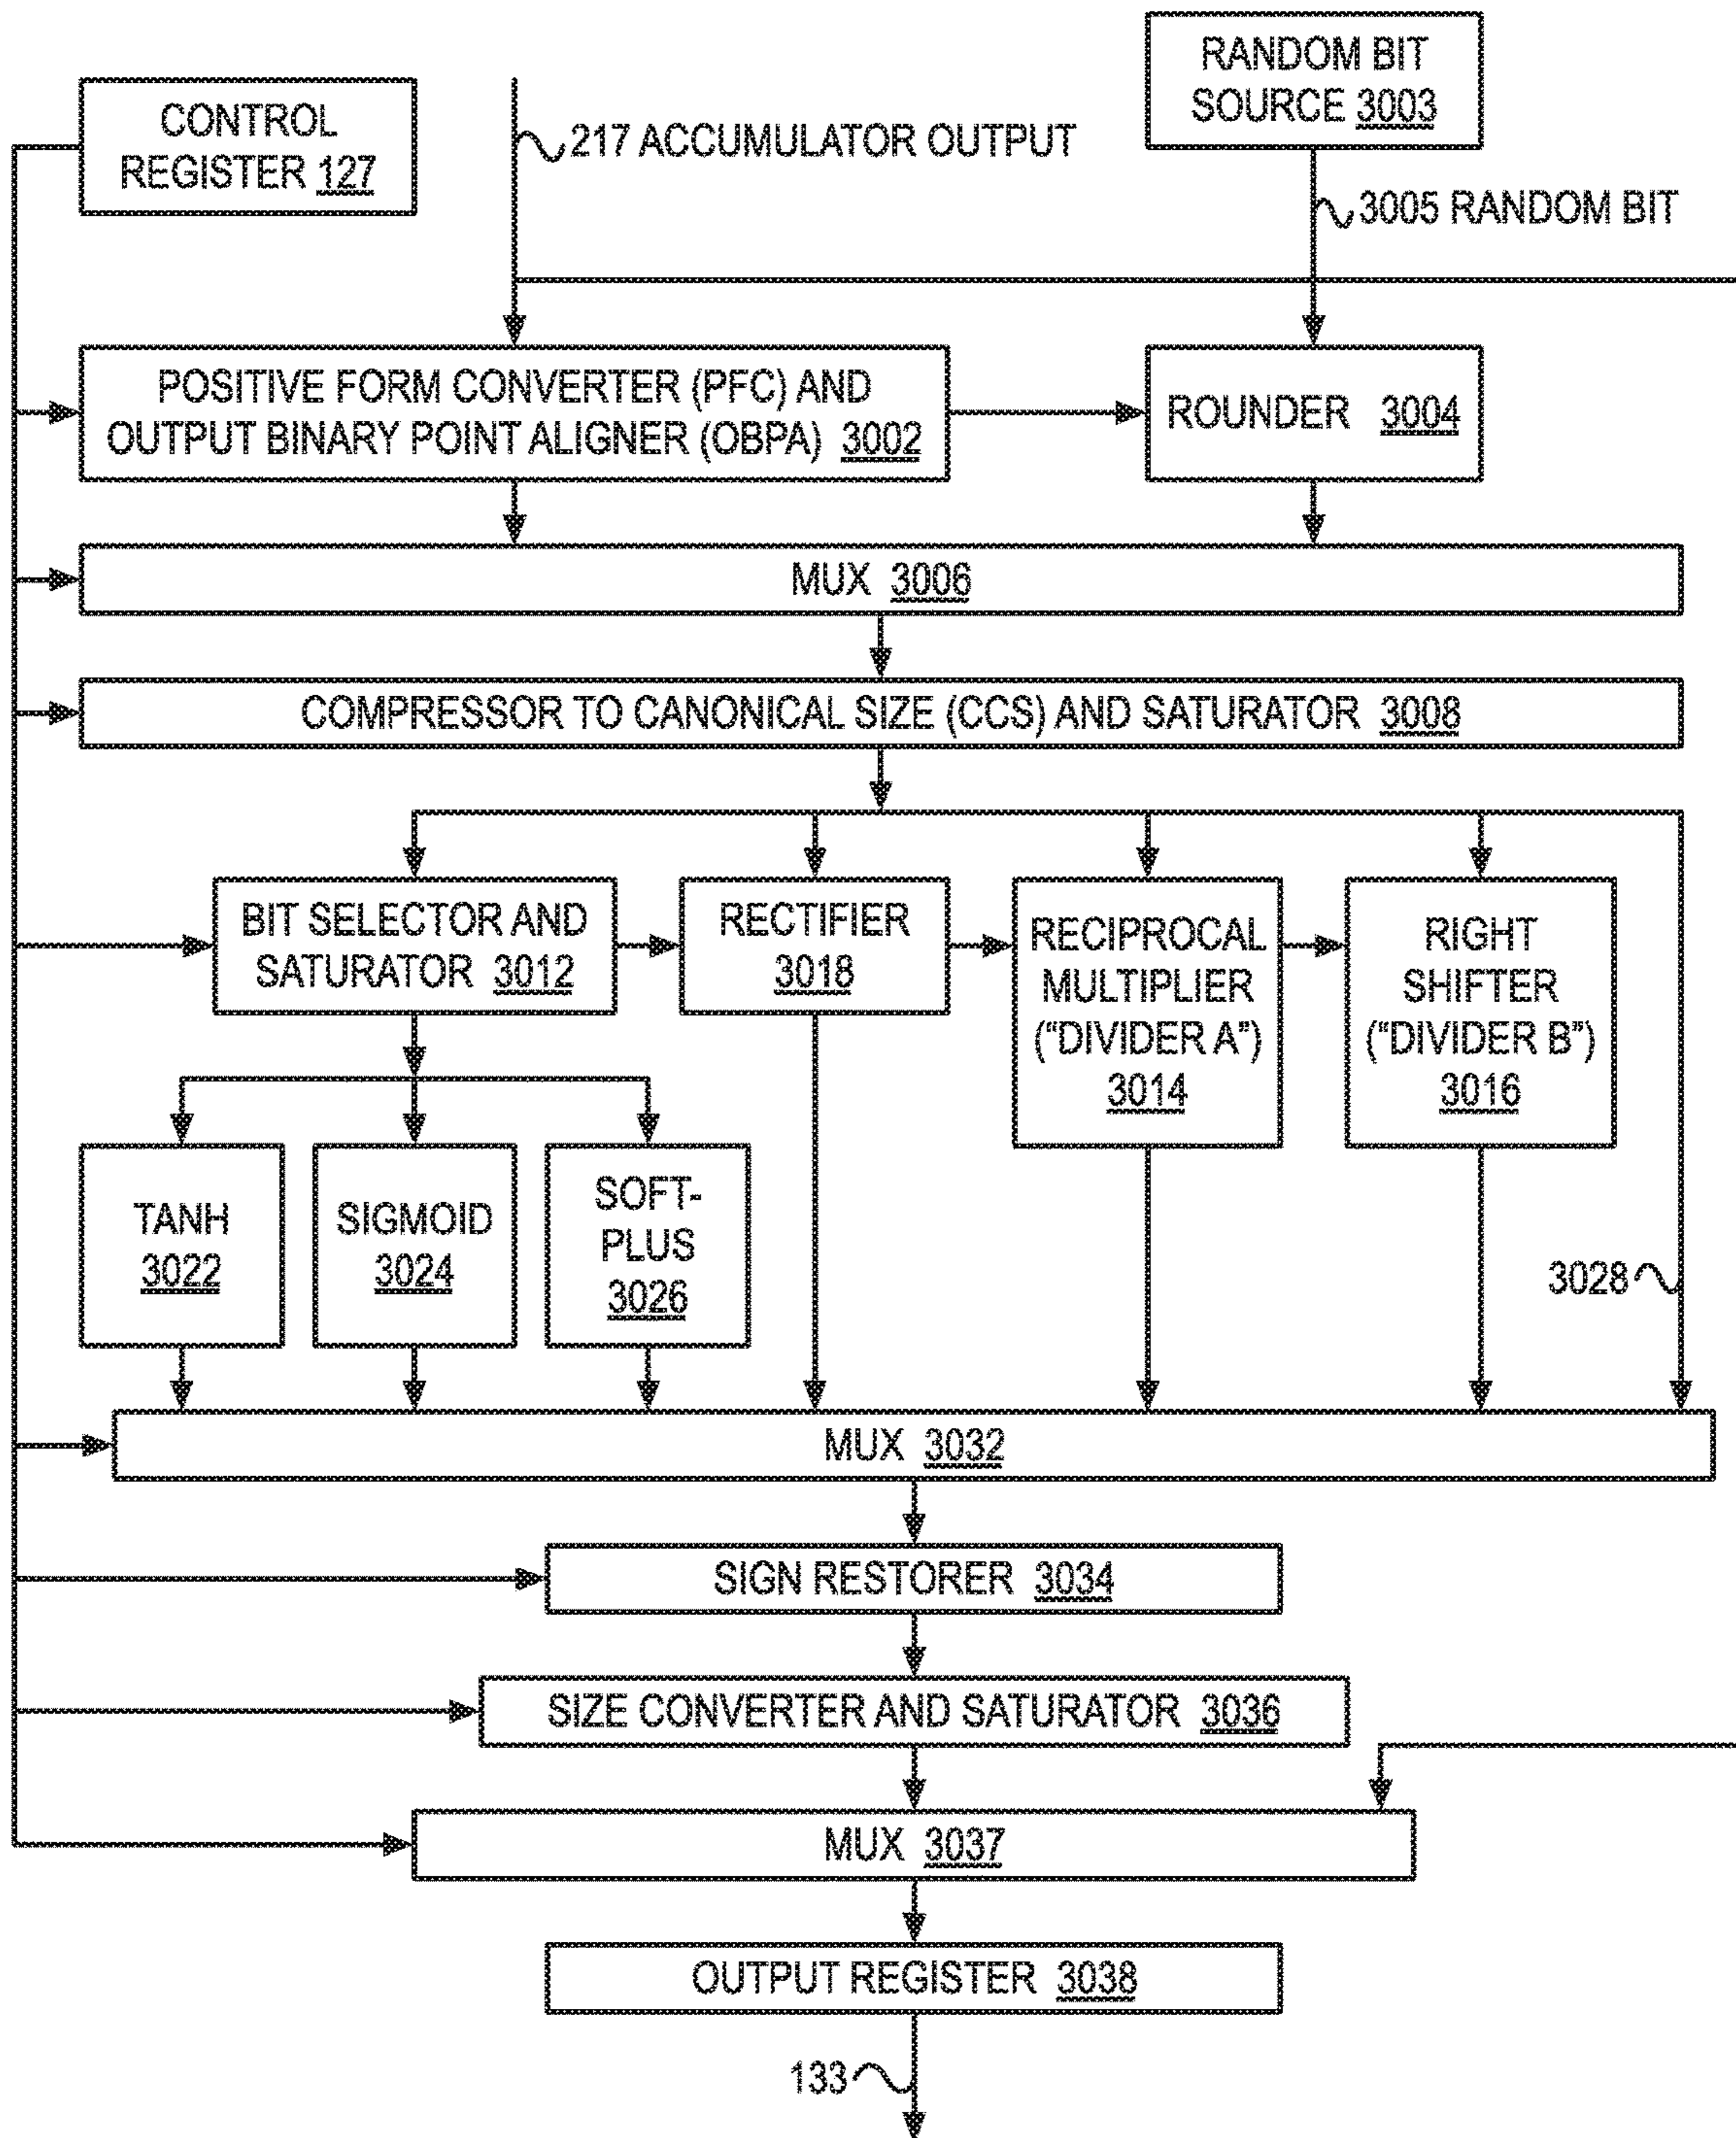 RANDOM BIT
SOURCE 3003
CONTROL
REGISTER 127
217 ACCUMULATOR OUTPUT
3005 RANDOM BIT
POSITIVE FORM CONVERTER (PFC) AND
OUTPUT BINARY POINT ALIGNER (OBPA) 3002
ROUNDER 3004
MUX 3006
COMPRESSOR TO CANONICAL SIZE (CCS) AND SATURATOR 3008
BIT SELECTOR AND
SATURATOR 3012
RECTIFIER
3018
RECIPROCAL
MULTIPLIER
("DIVIDER A")
3014
RIGHT
SHIFTER
("DIVIDER B")
3016
TANH
3022
SIGMOID
3024
SOFT-
PLUS
3026
3028
MUX 3032
SIGN RESTORER 3034
SIZE CONVERTER AND SATURATOR 3036
MUX 3037
OUTPUT REGISTER 3038
133